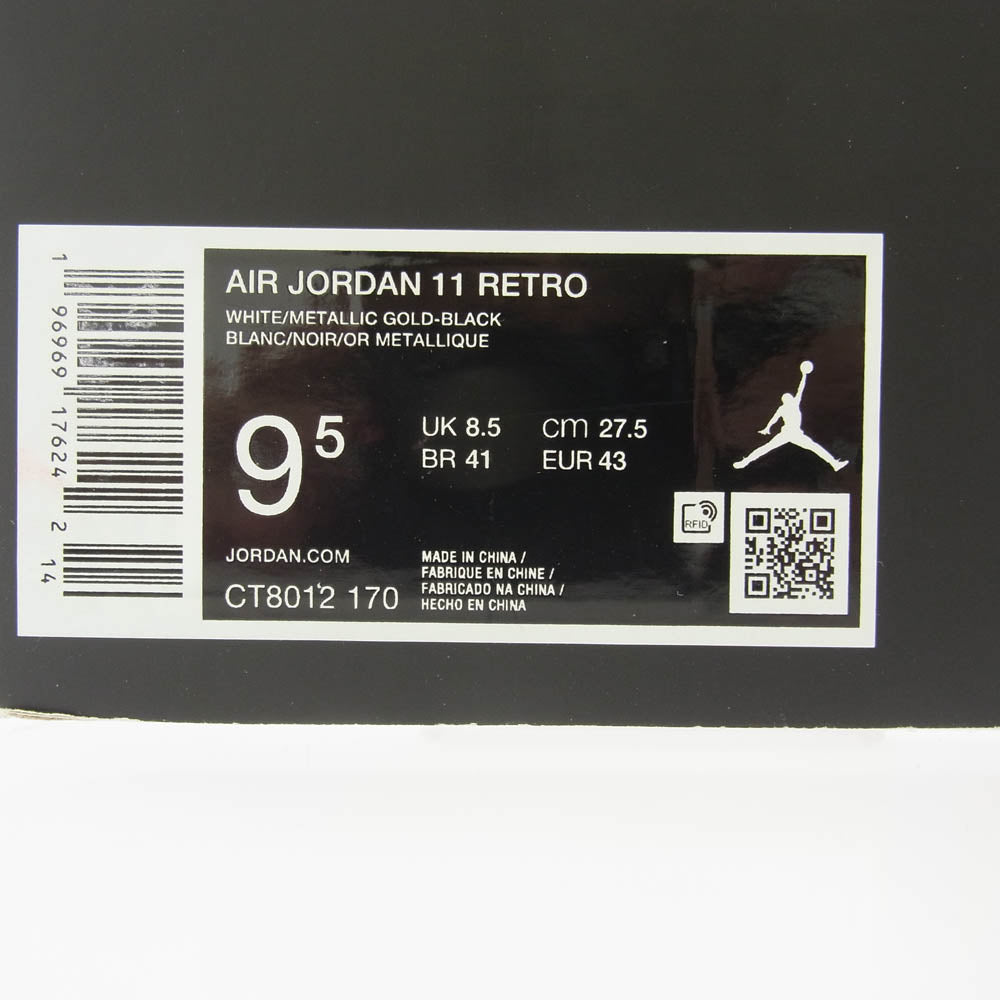 AIR JORDAN 11 RETRO
WHITE/METALLIC GOLD-BLACK
BLANC/NOIR/OR METALLIQUE
9 5
UK 8.5 cm 27.5
BR 41 EUR 43
RFID
JORDAN.COM
CT8012 170
MADE IN CHINA /
FABRIQUE EN CHINE /
FABRICADO NA CHINA /
HECHO EN CHINA
1 96969 17624 2 14